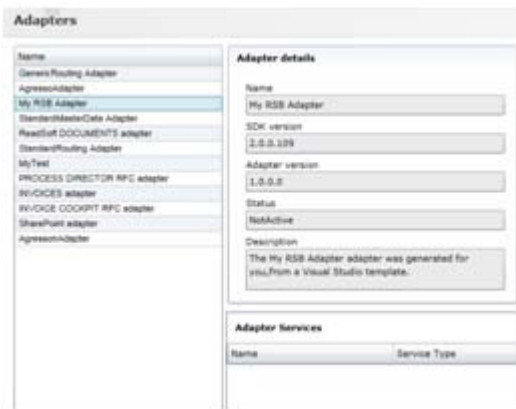 Adapters
Name
GenericRouting Adapter
AgressoAdapter
My RSB Adapter
StandardMasterData Adapter
ReadSoft DOCUMENTS adapter
StandardRouting Adapter
MyTest
PROCESS DIRECTOR RFC adapter
INVOICES adapter
INVOICE COCKPIT RFC adapter
SharePoint adapter
Adapter details
Name
My RSB Adapter
SDK version
2.0.0.109
Adapter version
1.0.0.0
Status
NotActive
Description
The My RSB Adapter adapter was generated for
you,from a Visual Studio template.
Adapter Services
Name
Service Type